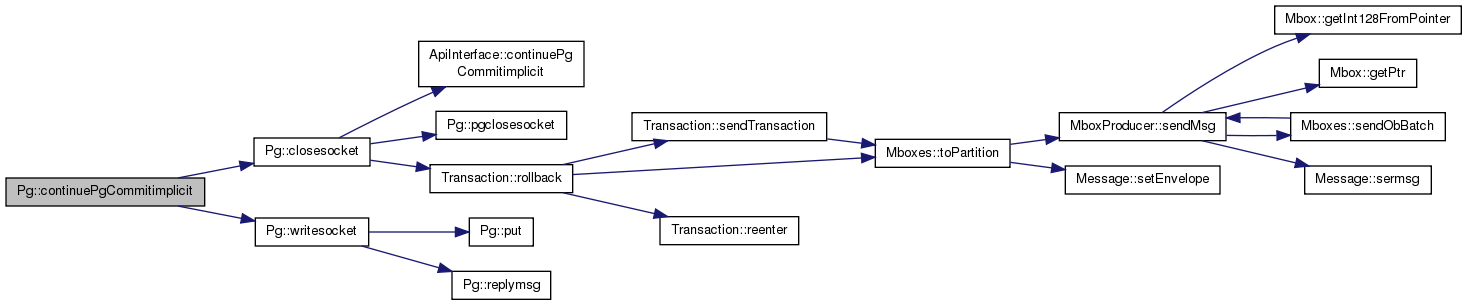 Pg::continuePgCommitimplicit
Pg::closesocket
Pg::writesocket
ApiInterface::continuePg
Commitimplicit
Pg::pgclosesocket
Transaction::rollback
Pg::put
Pg::replymsg
Transaction::sendTransaction
Transaction::reenter
Mboxes::toPartition
MboxProducer::sendMsg
Message::setEnvelope
Mbox::getInt128FromPointer
Mbox::getPtr
Mboxes::sendObBatch
Message::sermsg